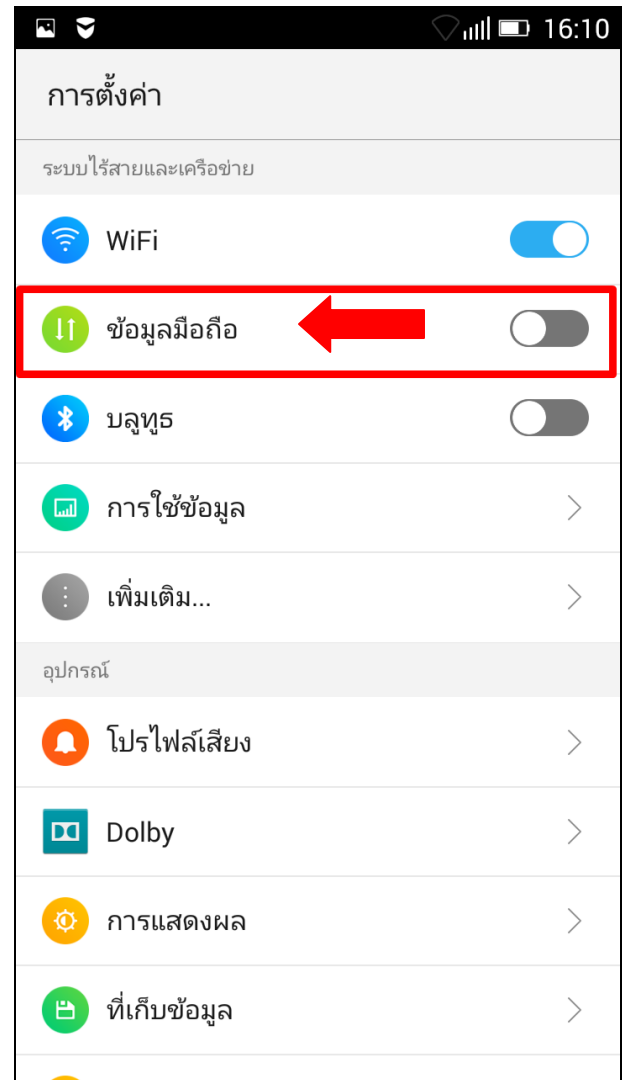 16:10
การตั้งค่า
ระบบไร้สายและเครือข่าย
WiFi
ข้อมูลมือถือ
บลูทูธ
การใช้ข้อมูล
เพิ่มเติม...
อุปกรณ์
โปรไฟล์เสียง
Dolby
การแสดงผล
ที่เก็บข้อมูล